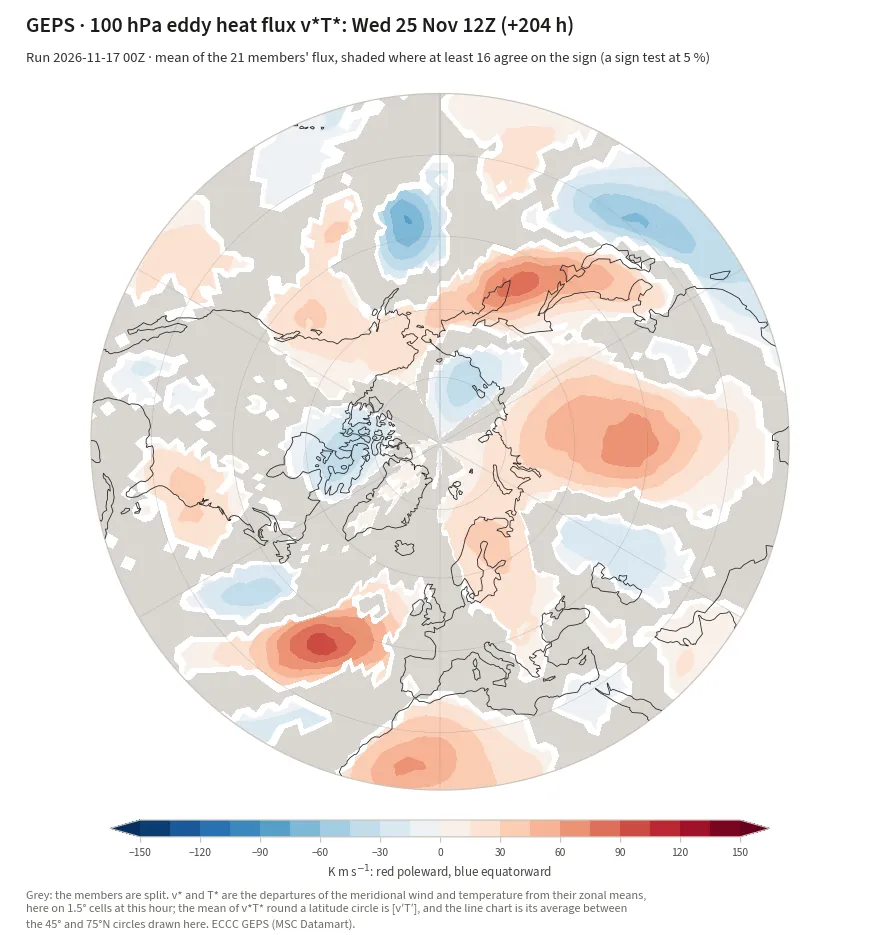 GEPS · 100 hPa eddy heat flux v*T*: Wed 25 Nov 12Z (+204 h)
Run 2026-11-17 00Z · mean of the 21 members' flux, shaded where at least 16 agree on the sign (a sign test at 5 %)
−150 −120 −90 −60 −30 0 30 60 90 120 150
K m s⁻¹: red poleward, blue equatorward
Grey: the members are split. v* and T* are the departures of the meridional wind and temperature from their zonal means,
here on 1.5° cells at this hour; the mean of v*T* round a latitude circle is [v'T'], and the line chart is its average between
the 45° and 75°N circles drawn here. ECCC GEPS (MSC Datamart).